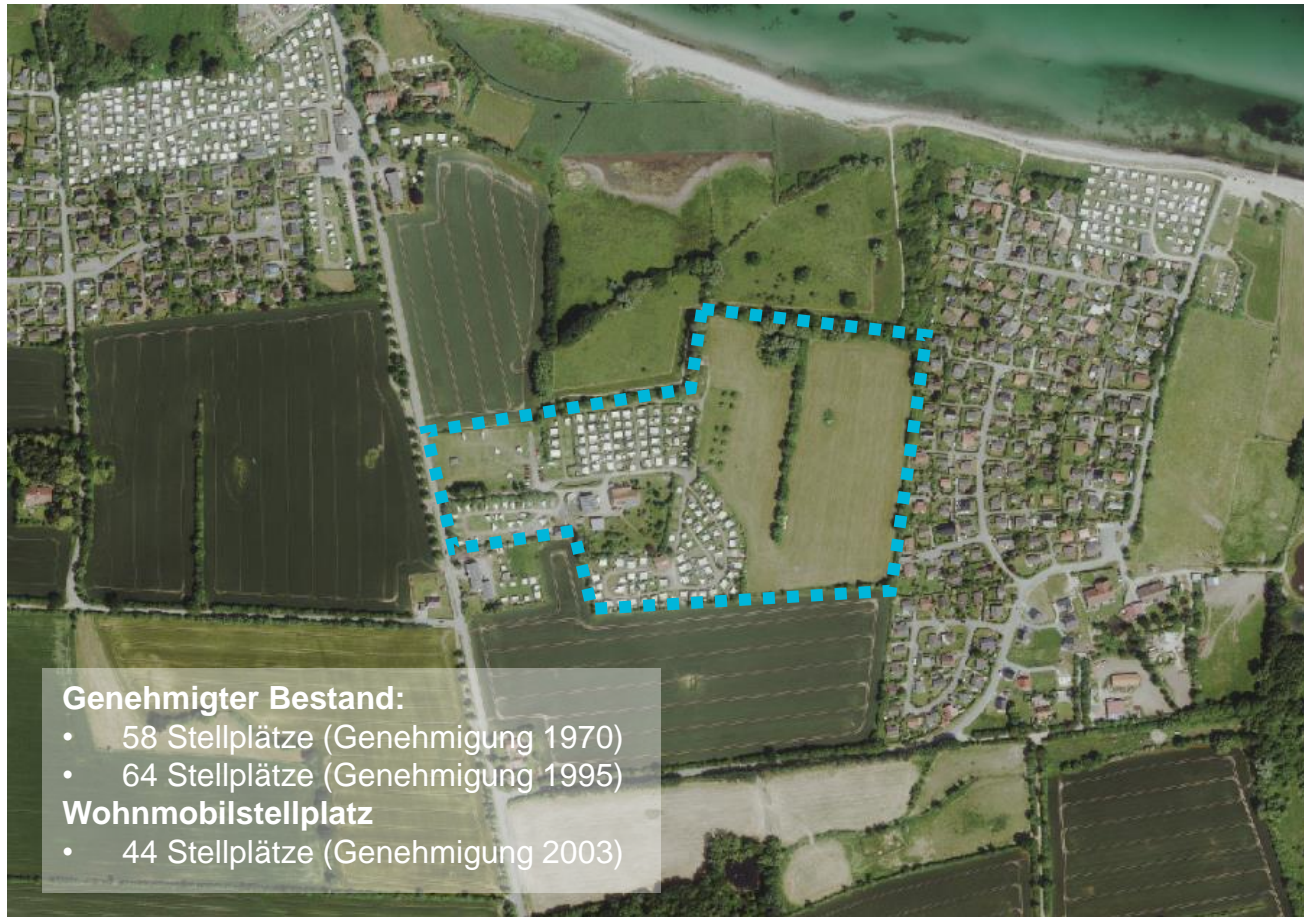 Genehmigter Bestand:
• 58 Stellplätze (Genehmigung 1970)
• 64 Stellplätze (Genehmigung 1995)
Wohnmobilstellplatz
• 44 Stellplätze (Genehmigung 2003)